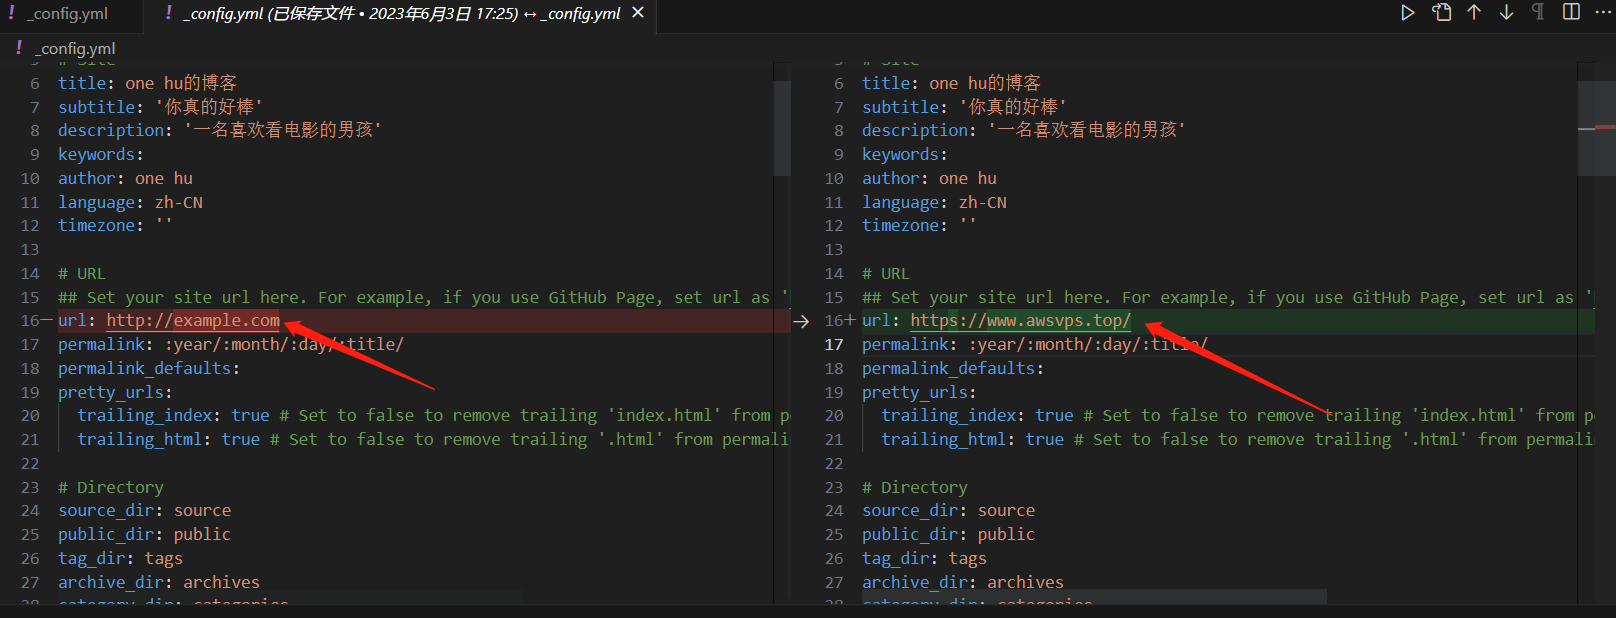 ! _config.yml
! _config.yml (已保存文件 • 2023年6月3日 17:25) ↔ _config.yml ×
! _config.yml
6 title: one hu的博客
7 subtitle: '你真的好棒'
8 description: '一名喜欢看电影的男孩'
9 keywords:
10 author: one hu
11 language: zh-CN
12 timezone: ''
13
14 # URL
15 ## Set your site url here. For example, if you use GitHub Page, set url as '
16— url: http://example.com
17 permalink: :year/:month/:day/:title/
18 permalink_defaults:
19 pretty_urls:
20 trailing_index: true # Set to false to remove trailing 'index.html' from
21 trailing_html: true # Set to false to remove trailing '.html' from
22
23 # Directory
24 source_dir: source
25 public_dir: public
26 tag_dir: tags
27 archive_dir: archives
28 category_dir: categories
5 # Site
6 title: one hu的博客
7 subtitle: '你真的好棒'
8 description: '一名喜欢看电影的男孩'
9 keywords:
10 author: one hu
11 language: zh-CN
12 timezone: ''
13
14 # URL
15 ## Set your site url here. For example, if you use GitHub Page, set url as '
16+ url: https://www.awsvps.top/
17 permalink: :year/:month/:day/:title/
18 permalink_defaults:
19 pretty_urls:
20 trailing_index: true # Set to false to remove trailing 'index.html' from
21 trailing_html: true # Set to false to remove trailing '.html' from
22
23 # Directory
24 source_dir: source
25 public_dir: public
26 tag_dir: tags
27 archive_dir: archives
28 category_dir: categories